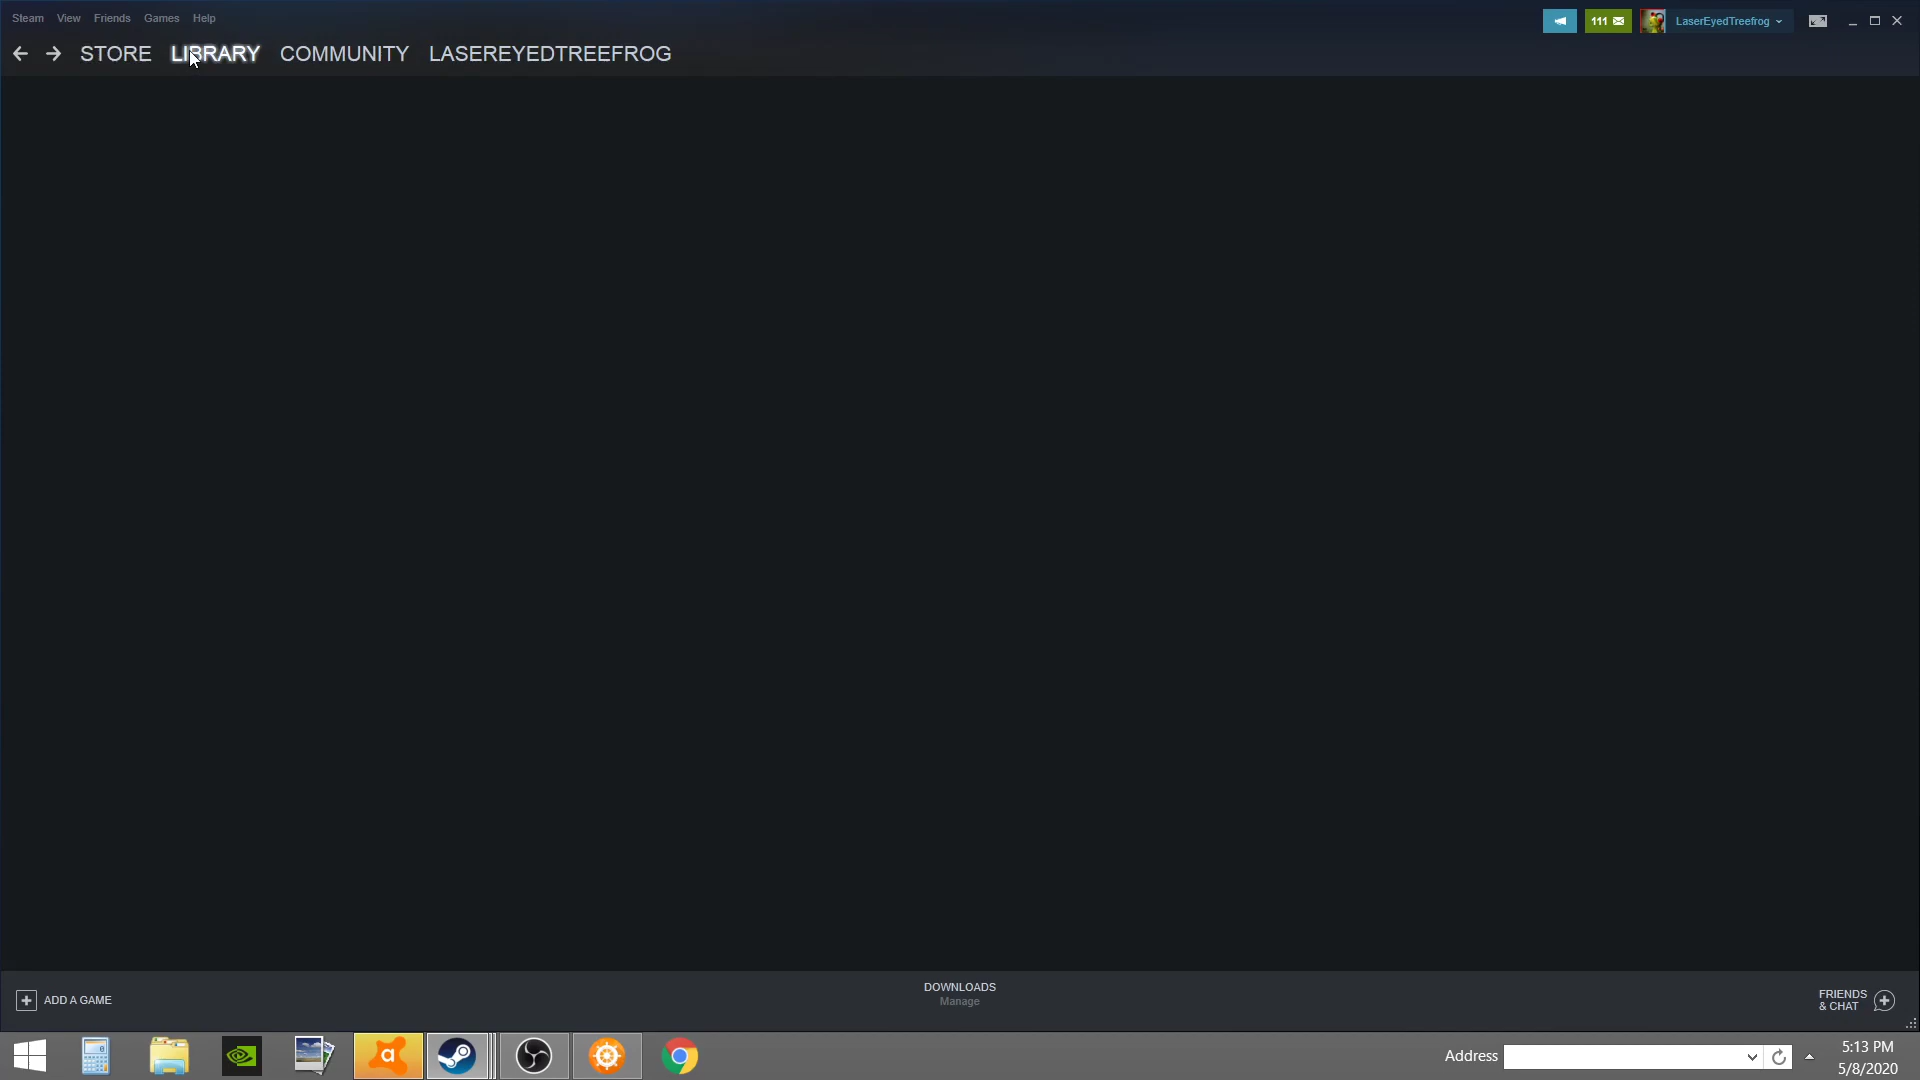 Steam View Friends Games Help
111
LaserEyedTreefrog
STORE LIBRARY COMMUNITY LASEREYEDTREEFROG
ADD A GAME
DOWNLOADS
Manage
FRIENDS
& CHAT
Address
5:13 PM
5/8/2020